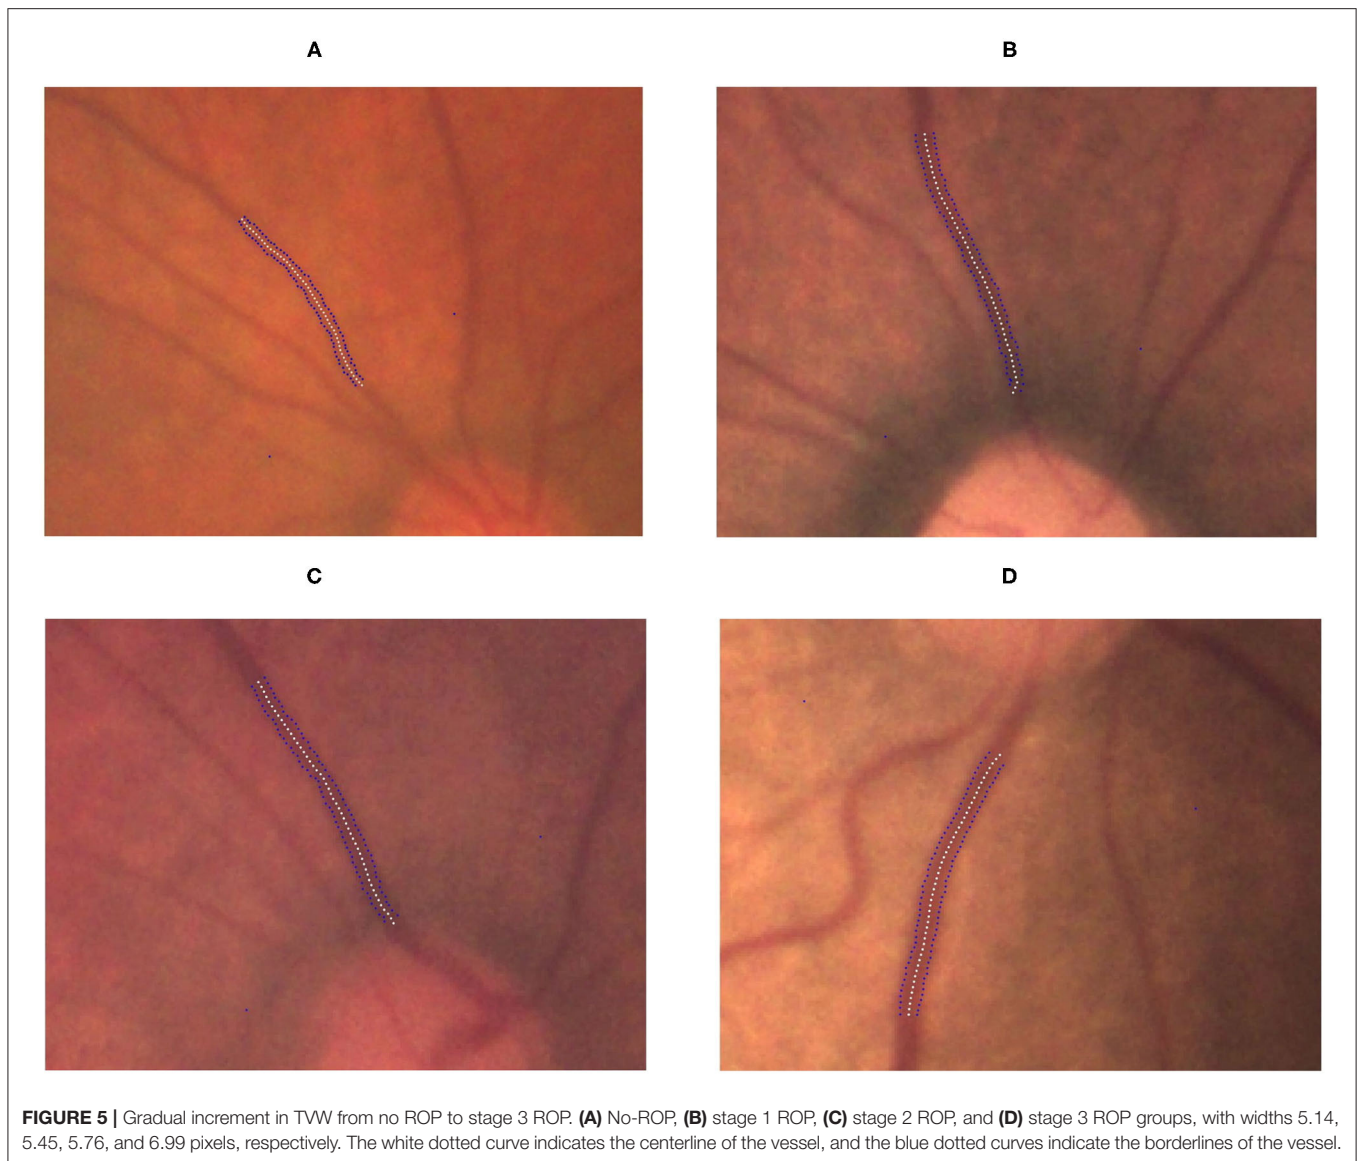 A
B
C
D
FIGURE 5 | Gradual increment in TVW from no ROP to stage 3 ROP. (A) No-ROP, (B) stage 1 ROP, (C) stage 2 ROP, and (D) stage 3 ROP groups, with widths 5.14,
5.45, 5.76, and 6.99 pixels, respectively. The white dotted curve indicates the centerline of the vessel, and the blue dotted curves indicate the borderlines of the vessel.